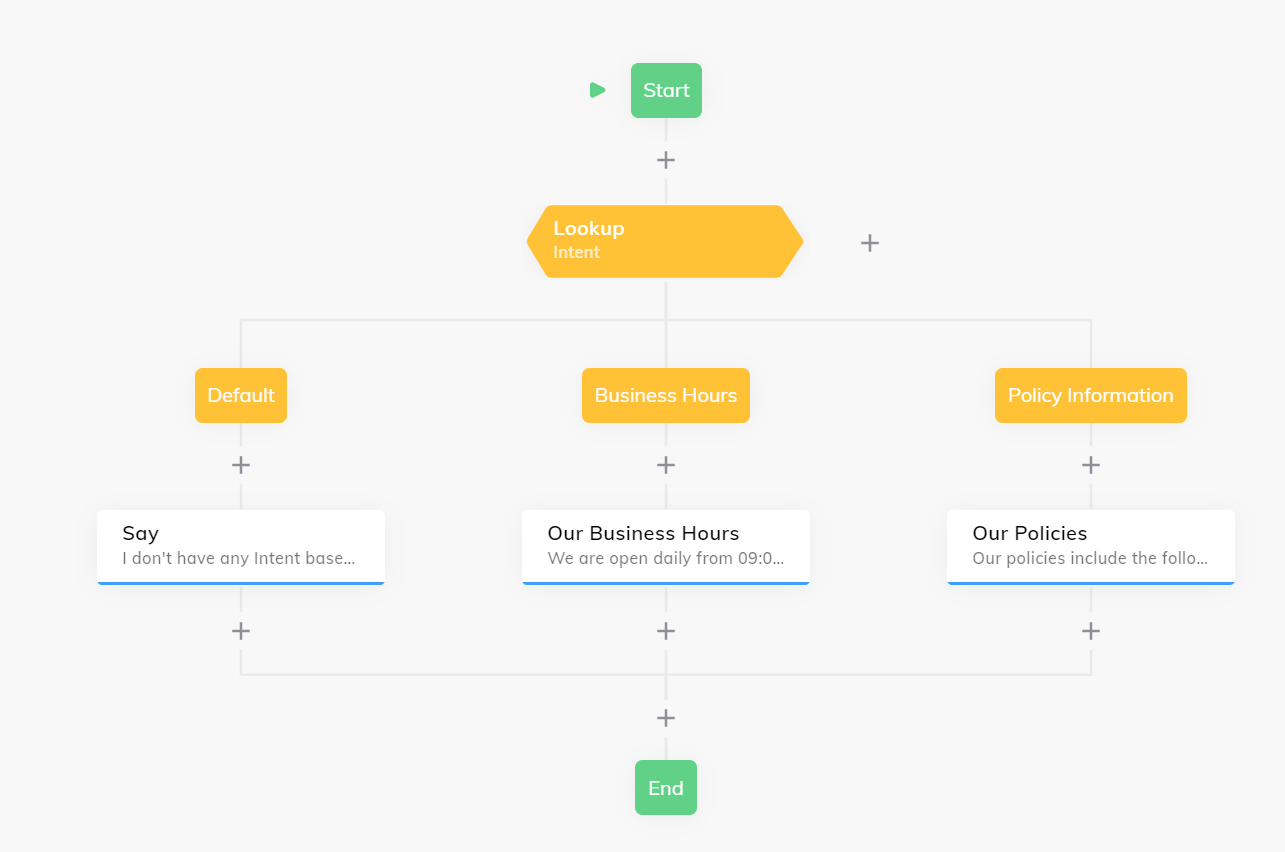 Start
Lookup
Intent
Default
Business Hours
Policy Information
Say
I don't have any Intent base...
Our Business Hours
We are open daily from 09:0...
Our Policies
Our policies include the follo...
End